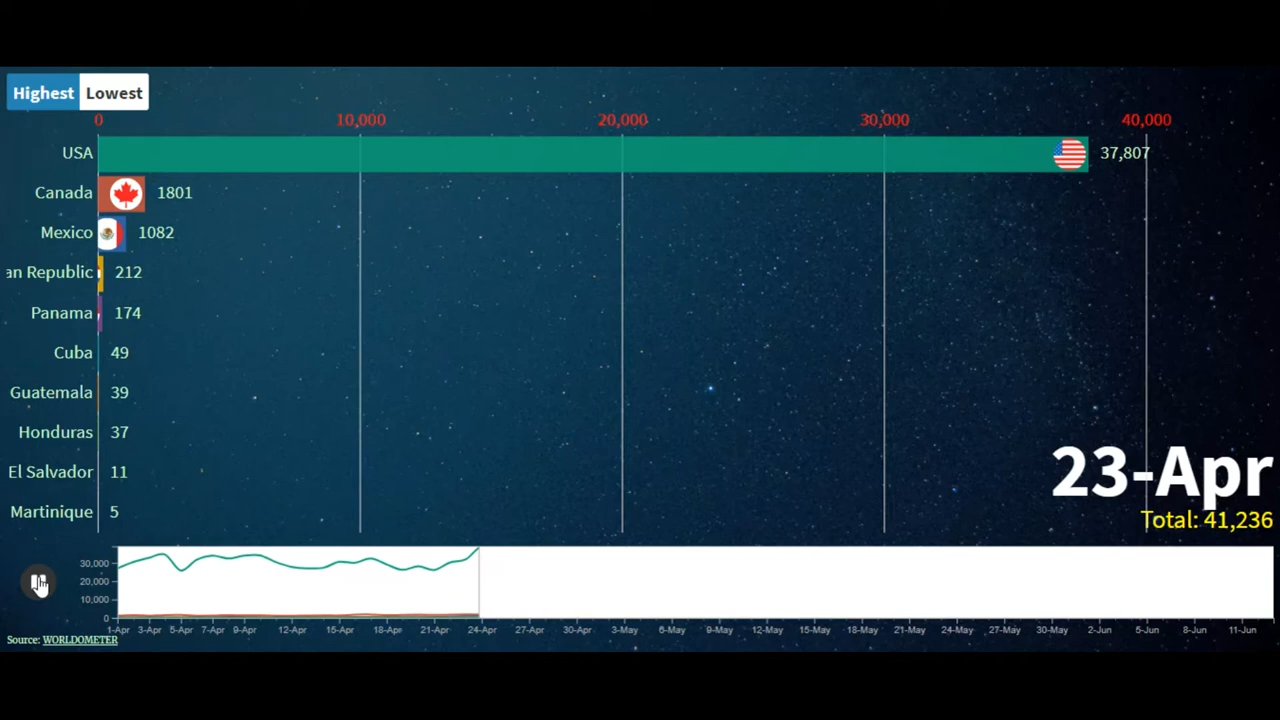 Highest Lowest
0 10,000 20,000 30,000 40,000
USA 37,807
Canada 1801
Mexico 1082
an Republic 212
Panama 174
Cuba 49
Guatemala 39
Honduras 37
El Salvador 11
Martinique 5
23-Apr
Total: 41,236
30,000
20,000
10,000
0
1-Apr 3-Apr 5-Apr 7-Apr 9-Apr 12-Apr 15-Apr 18-Apr 21-Apr 24-Apr 27-Apr 30-Apr 3-May 6-May 9-May 12-May 15-May 18-May 21-May 24-May 27-May 30-May 2-Jun 5-Jun 8-Jun 11-Jun
Source: WORLDOMETER